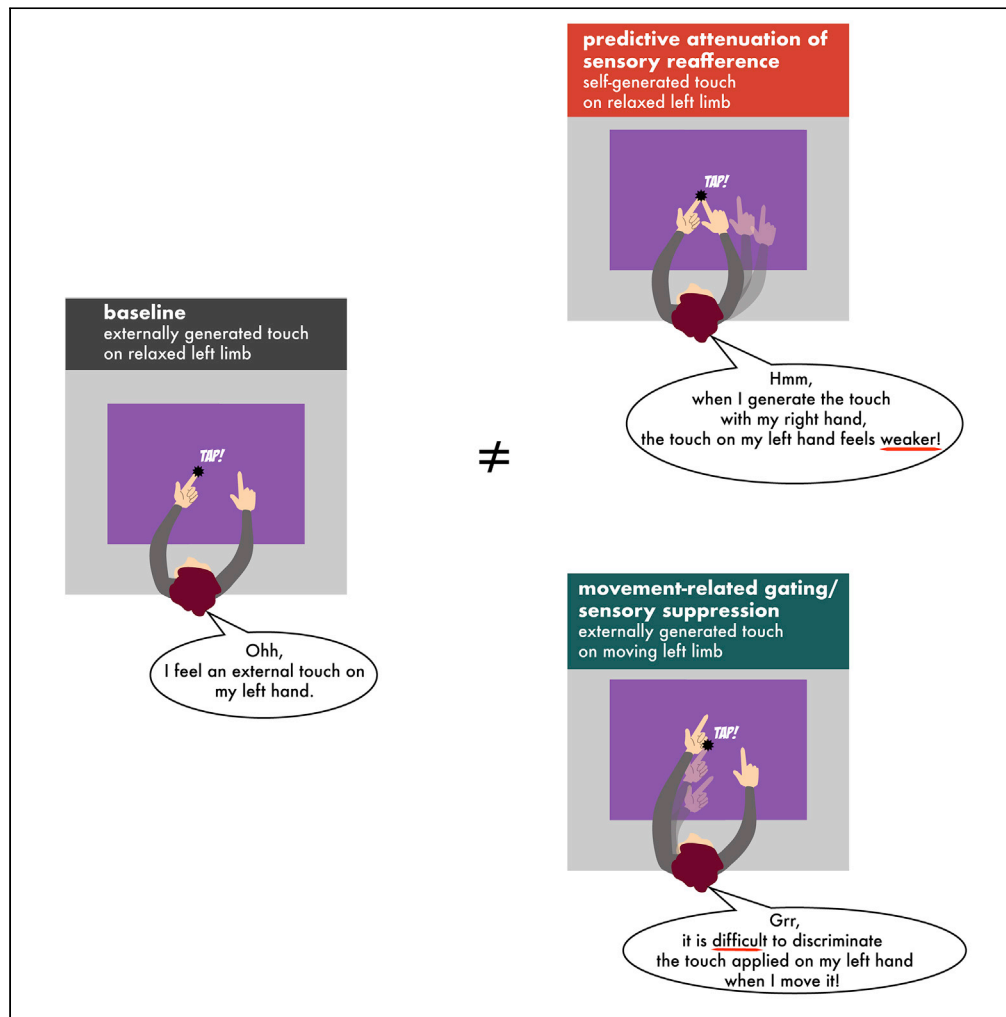 baseline
externally generated touch
on relaxed left limb
TAP!
Ohh,
I feel an external touch on
my left hand.
≠
predictive attenuation of
sensory reafference
self-generated touch
on relaxed left limb
TAP!
Hmm,
when I generate the touch
with my right hand,
the touch on my left hand feels weaker!
movement-related gating/
sensory suppression
externally generated touch
on moving left limb
TAP!
Grr,
it is difficult to discriminate
the touch applied on my left hand
when I move it!